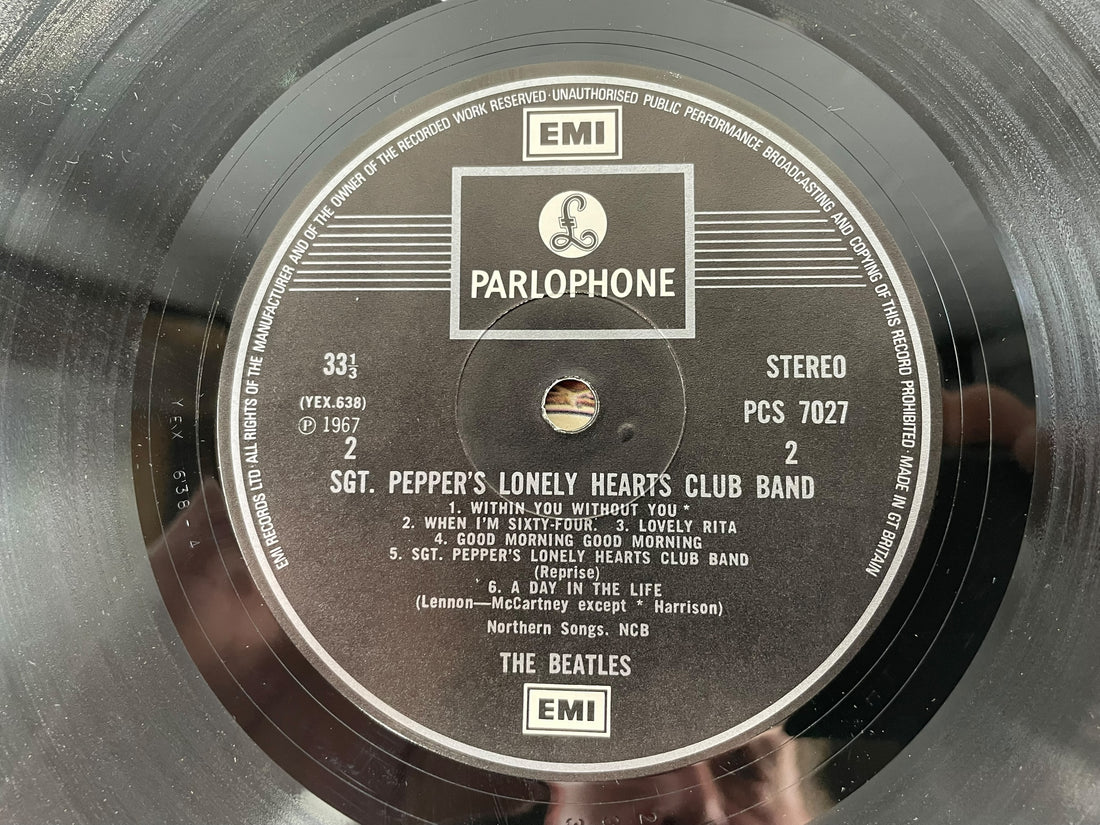 EMI RECORDS LTD · ALL RIGHTS OF THE MANUFACTURER AND OF THE OWNER OF THE RECORDED WORK RESERVED · UNAUTHORISED PUBLIC PERFORMANCE BROADCASTING AND COPYING OF THIS RECORD PROHIBITED · MADE IN GT BRITAIN
EMI
£
PARLOPHONE
33⅓
STEREO
(YEX.638)
PCS 7027
℗ 1967
2
2
SGT. PEPPER'S LONELY HEARTS CLUB BAND
1. WITHIN YOU WITHOUT YOU *
2. WHEN I'M SIXTY-FOUR. 3. LOVELY RITA
4. GOOD MORNING GOOD MORNING
5. SGT. PEPPER'S LONELY HEARTS CLUB BAND
(Reprise)
6. A DAY IN THE LIFE
(Lennon—McCartney except * Harrison)
Northern Songs. NCB
THE BEATLES
EMI
YEX 638-4